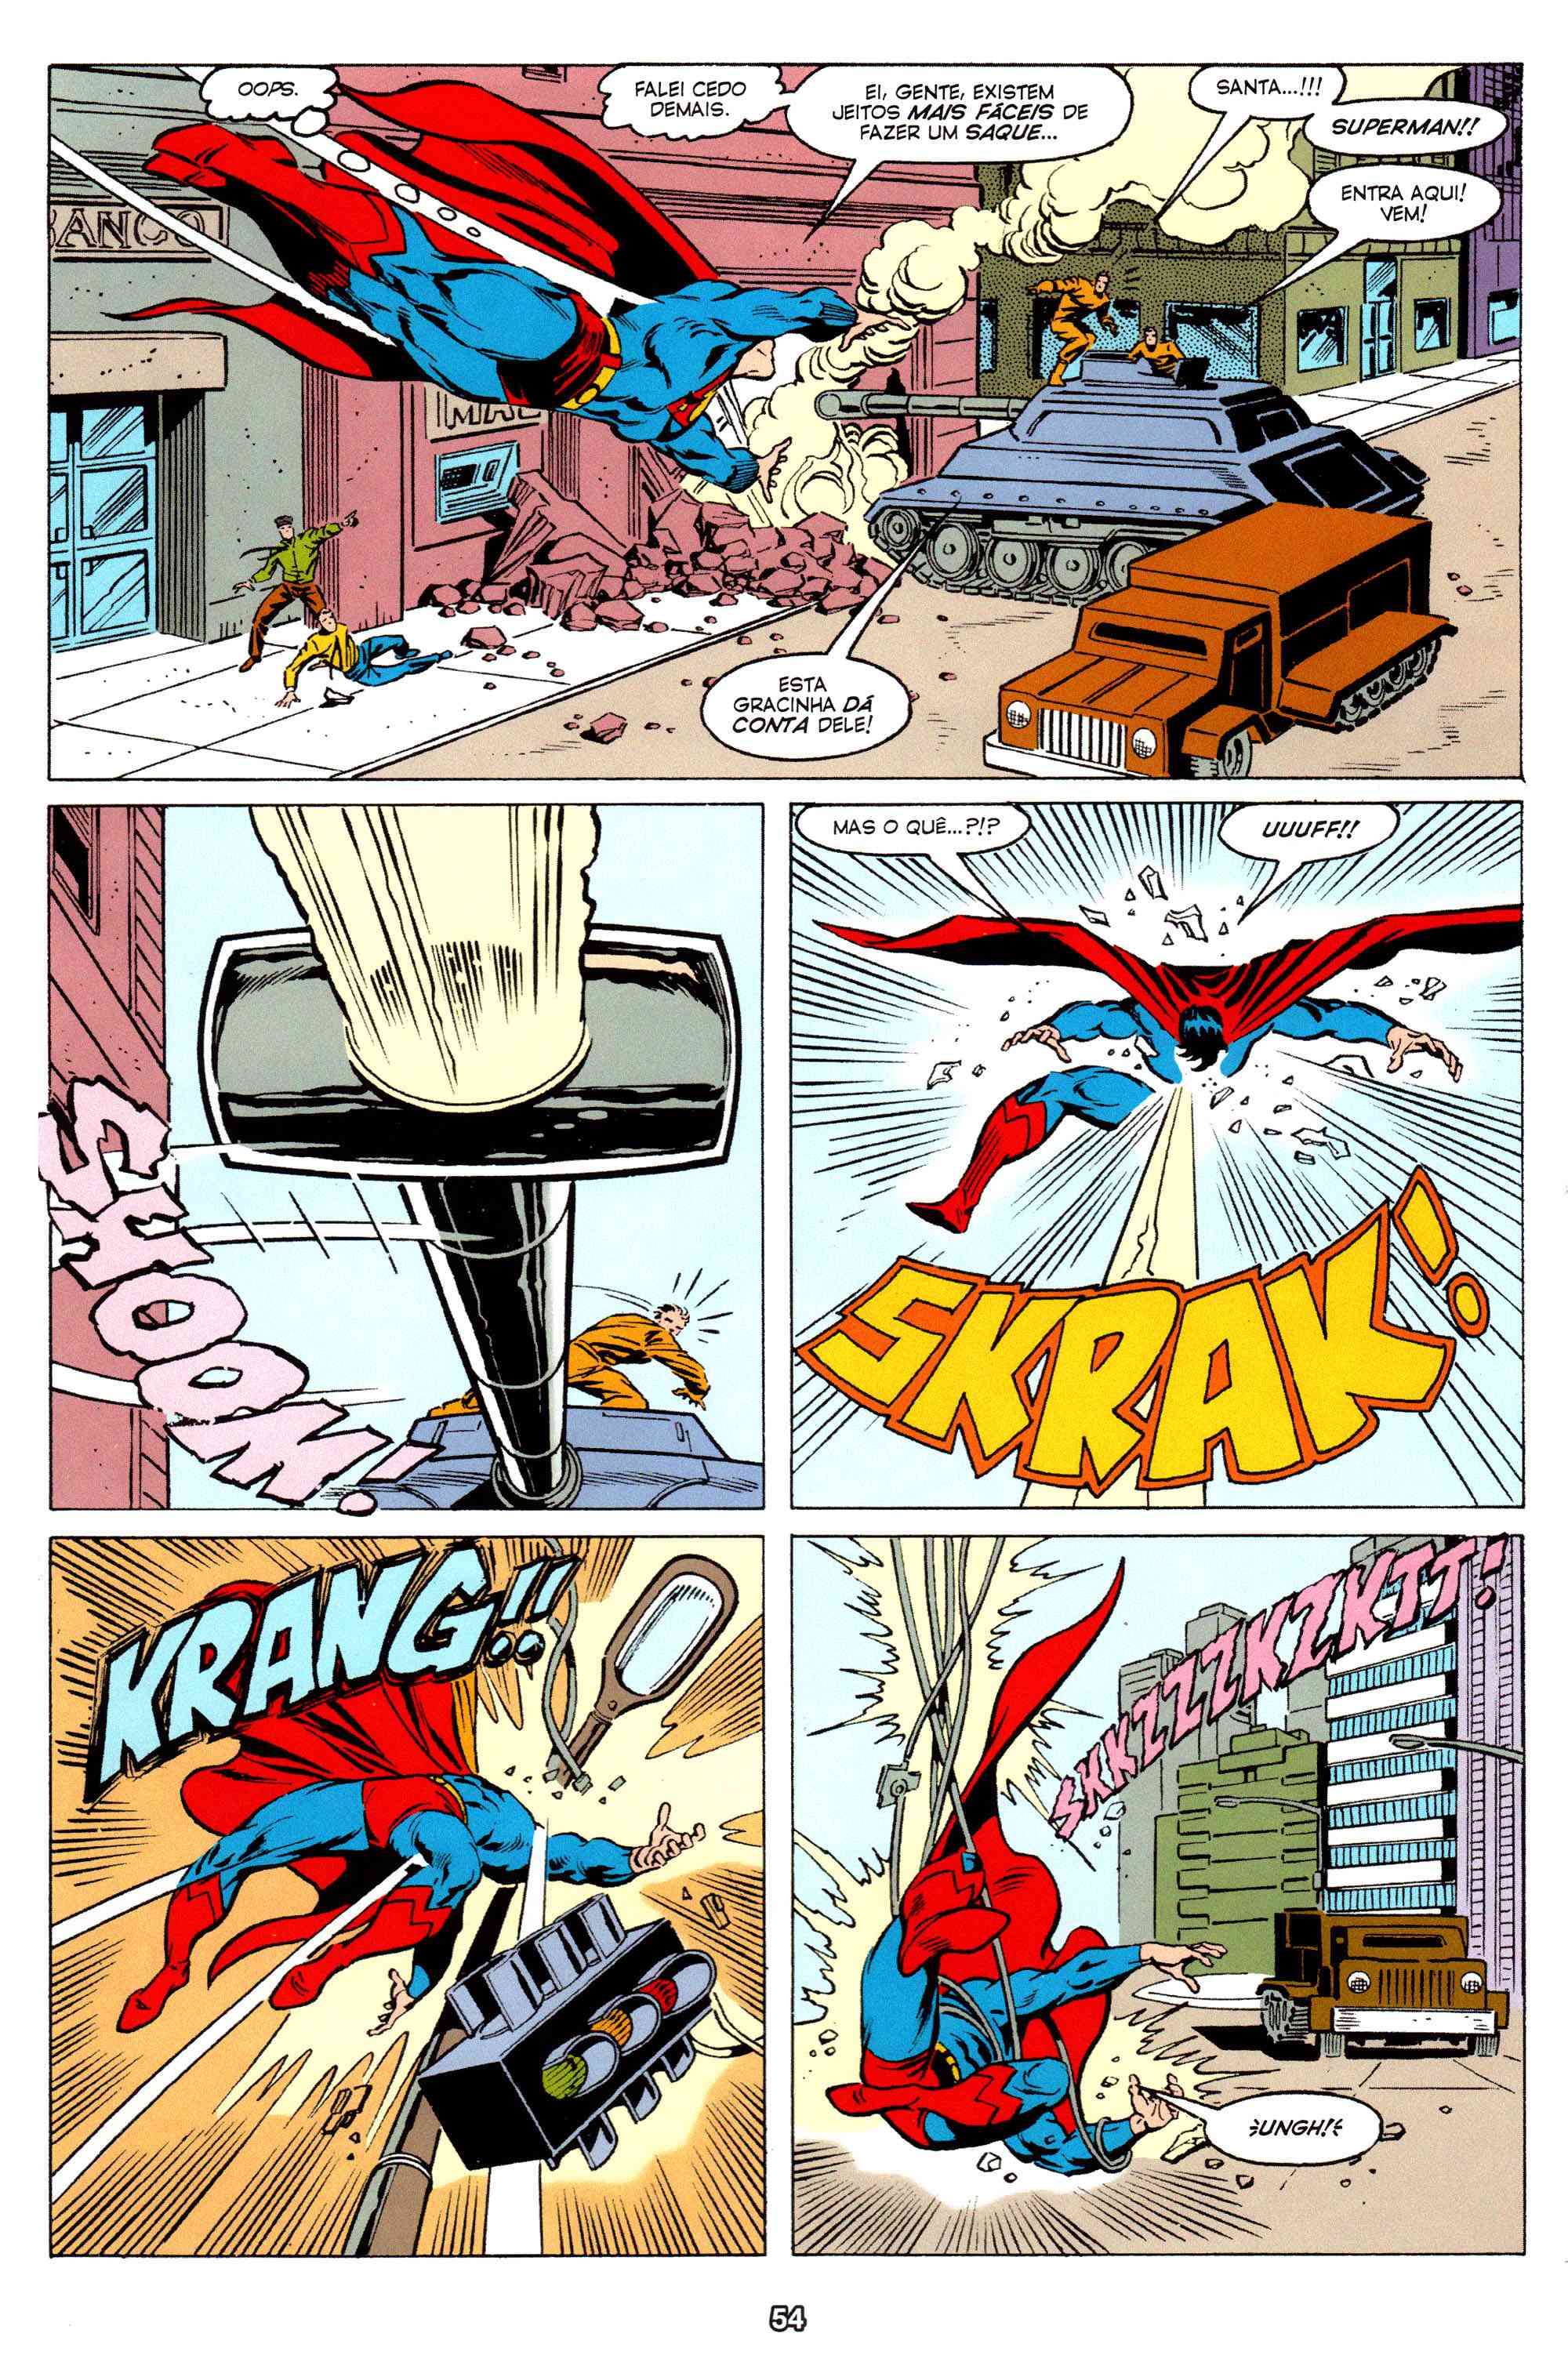 OOPS.
FALEI CEDO
DEMAIS.
EI, GENTE, EXISTEM
JEITOS MAIS FÁCEIS DE
FAZER UM SAQUE...
SANTA...!!!
SUPERMAN!!
ENTRA AQUI!
VEM!
BANCO
ESTA
GRACINHA DÁ
CONTA DELE!
SHOOM!
MAS O QUÊ...?!?
UUUFF!!
SKRAK!
KRANG!!
SKKZZZKZKTT!
UNGH!!
54